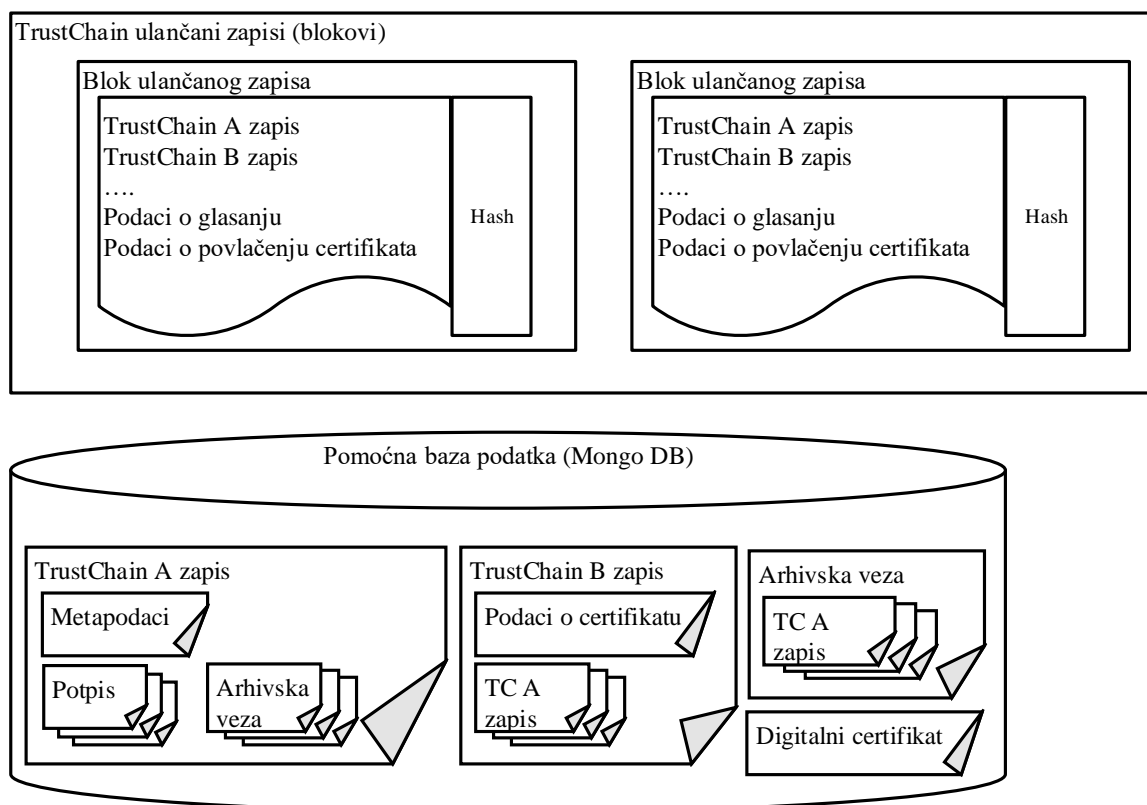 TrustChain ulančani zapisi (blokovi)
Blok ulančanog zapisa
TrustChain A zapis
TrustChain B zapis
….
Podaci o glasanju
Podaci o povlačenju certifikata
Hash
Blok ulančanog zapisa
TrustChain A zapis
TrustChain B zapis
….
Podaci o glasanju
Podaci o povlačenju certifikata
Hash
Pomoćna baza podatka (Mongo DB)
TrustChain A zapis
Metapodaci
Potpis
Arhivska
veza
TrustChain B zapis
Podaci o certifikatu
TC A
zapis
Arhivska veza
TC A
zapis
Digitalni certifikat